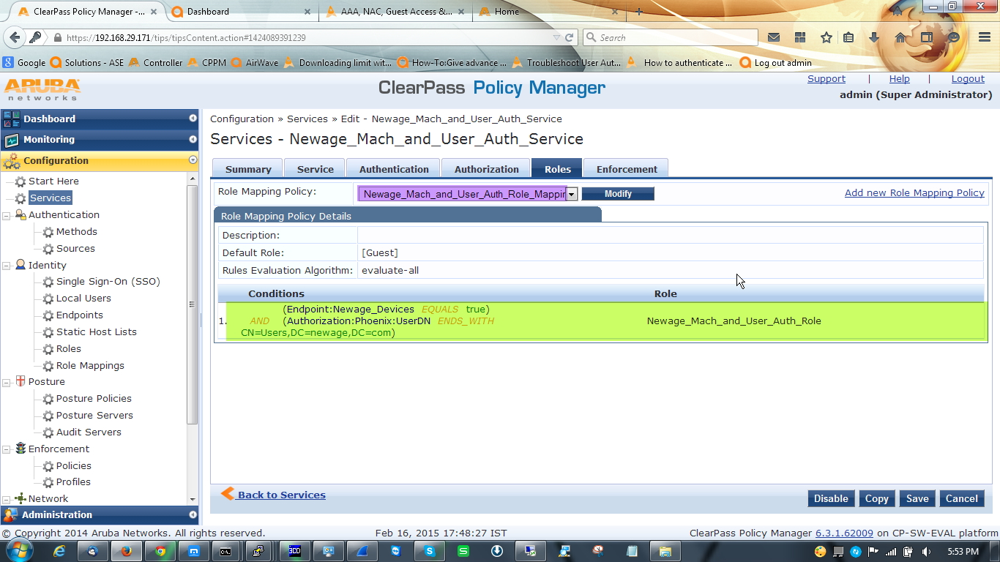 ClearPass Policy Manager -...
Dashboard
AAA, NAC, Guest Access &...
Home
https://192.168.29.171/tips/tipsContent.action#1424089391239
Search
Google
Solutions - ASE
Controller
CPPM
AirWave
Downloading limit wit...
How-To:Give advance ...
Troubleshoot User Aut...
How to authenticate ...
Log out admin
ARUBA
networks
ClearPass Policy Manager
Support | Help | Logout
admin (Super Administrator)
Dashboard
Monitoring
Configuration
Start Here
Services
Authentication
Methods
Sources
Identity
Single Sign-On (SSO)
Local Users
Endpoints
Static Host Lists
Roles
Role Mappings
Posture
Posture Policies
Posture Servers
Audit Servers
Enforcement
Policies
Profiles
Network
Administration
Configuration » Services » Edit - Newage_Mach_and_User_Auth_Service
Services - Newage_Mach_and_User_Auth_Service
Summary
Service
Authentication
Authorization
Roles
Enforcement
Role Mapping Policy:
Newage_Mach_and_User_Auth_Role_Mappin
Modify
Add new Role Mapping Policy
Role Mapping Policy Details
Description:
Default Role: [Guest]
Rules Evaluation Algorithm: evaluate-all
Conditions Role
(Endpoint:Newage_Devices EQUALS true)
1. AND (Authorization:Phoenix:UserDN ENDS_WITH Newage_Mach_and_User_Auth_Role
CN=Users,DC=newage,DC=com)
Back to Services
Disable
Copy
Save
Cancel
© Copyright 2014 Aruba Networks. All rights reserved.
Feb 16, 2015 17:48:27 IST
ClearPass Policy Manager 6.3.1.62009 on CP-SW-EVAL platform
5:53 PM